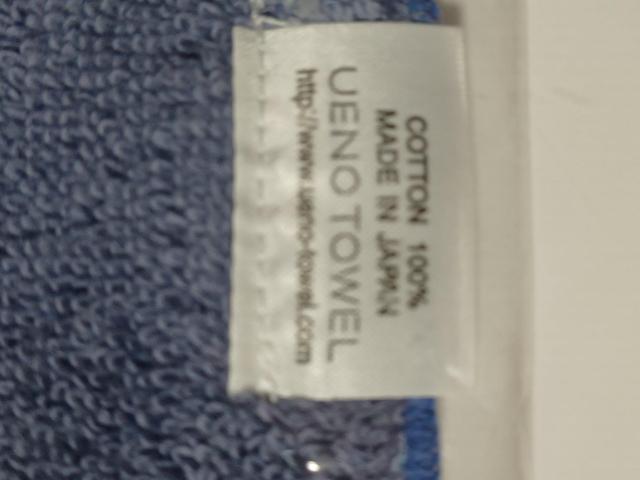 COTTON 100%
MADE IN JAPAN
UENO TOWEL
http://www.ueno-towel.com